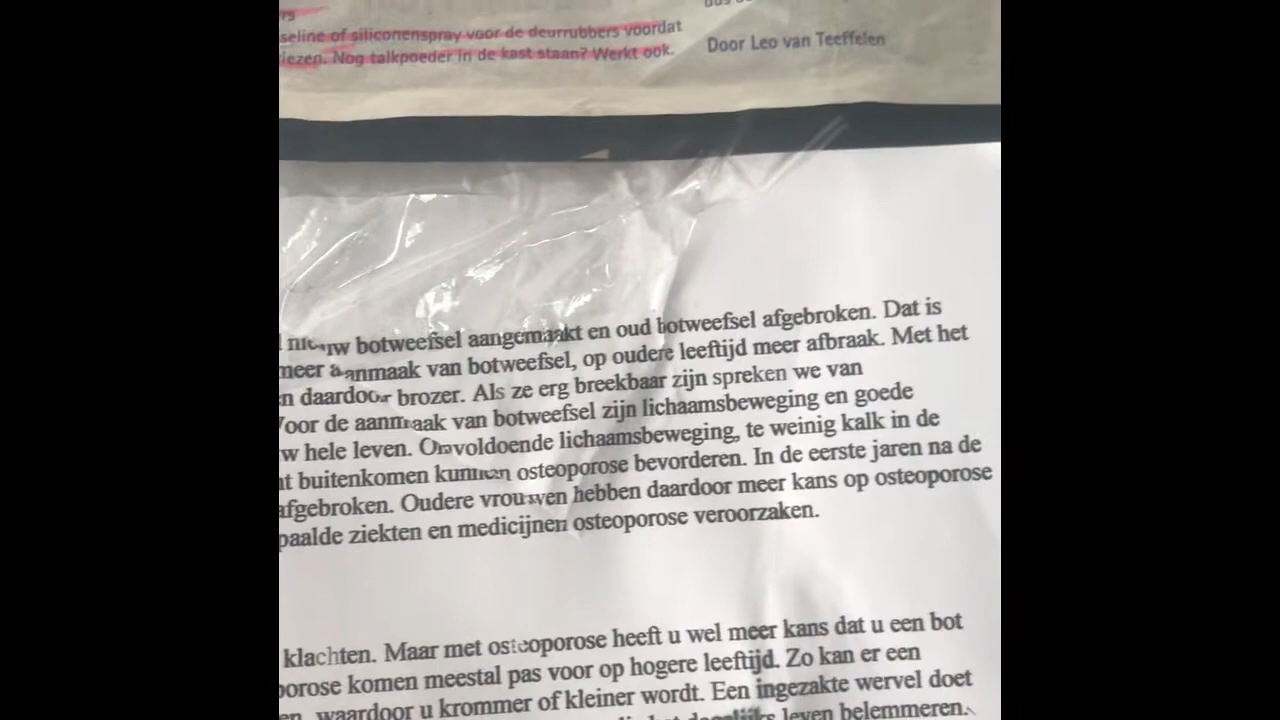 rs
seline of siliconenspray voor de deurrubbers voordat
iezen. Nog talkpoeder in de kast staan? Werkt ook.
Door Leo van Teeffelen
nieuw botweefsel aangemaakt en oud botweefsel afgebroken. Dat is
meer aanmaak van botweefsel, op oudere leeftijd meer afbraak. Met het
n daardoor brozer. Als ze erg breekbaar zijn spreken we van
Voor de aanmaak van botweefsel zijn lichaamsbeweging en goede
w hele leven. Onvoldoende lichaamsbeweging, te weinig kalk in de
nt buitenkomen kunnen osteoporose bevorderen. In de eerste jaren na de
afgebroken. Oudere vrouwen hebben daardoor meer kans op osteoporose
paalde ziekten en medicijnen osteoporose veroorzaken.
klachten. Maar met osteoporose heeft u wel meer kans dat u een bot
porose komen meestal pas voor op hogere leeftijd. Zo kan er een
en, waardoor u krommer of kleiner wordt. Een ingezakte wervel doet
het dagelijks leven belemmeren.